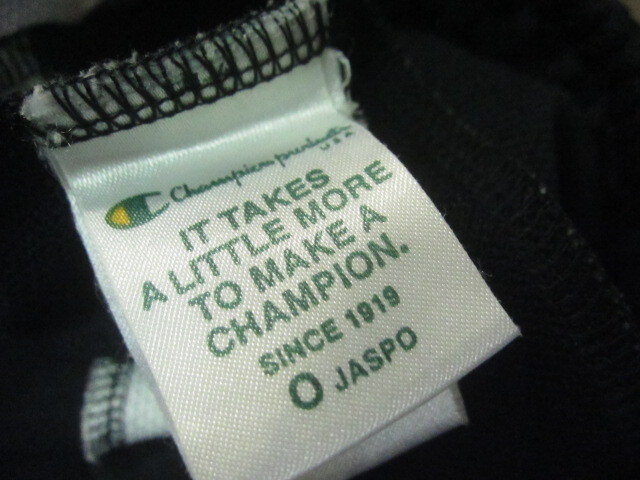 Champion products
U.S.A.
IT TAKES
A LITTLE MORE
TO MAKE A
CHAMPION.
SINCE 1919
O JASPO